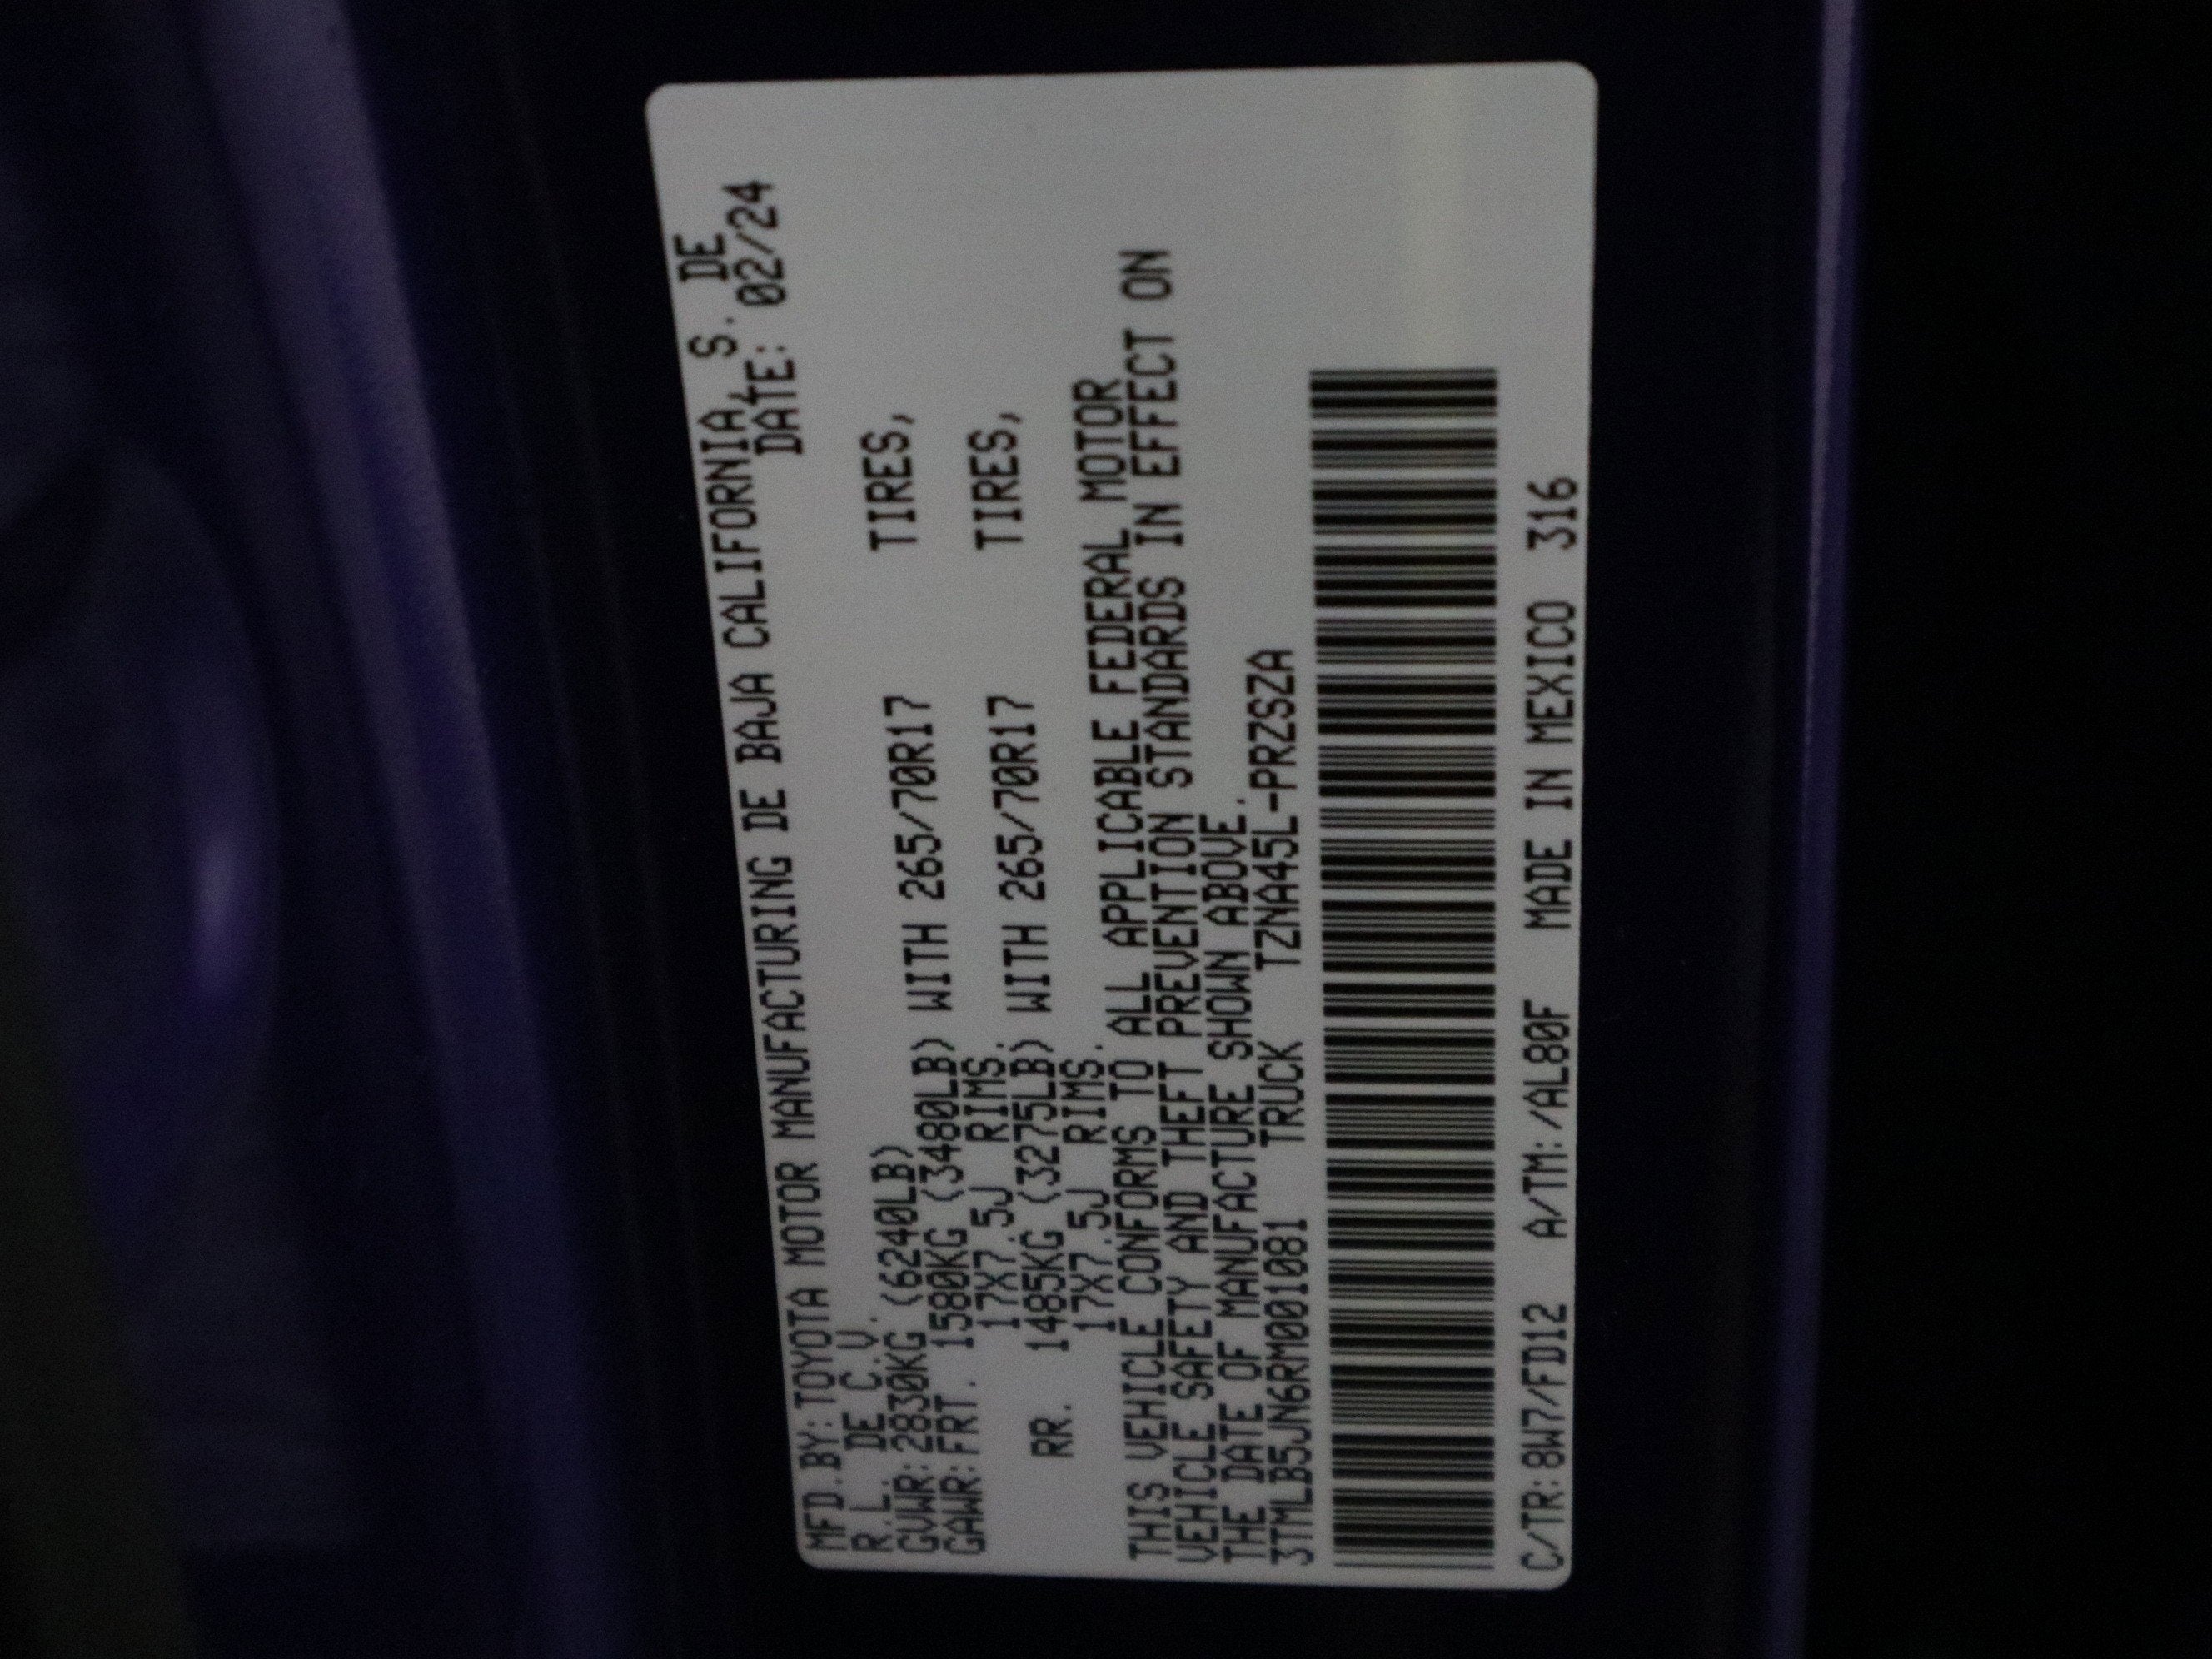 MFD.BY:TOYOTA MOTOR MANUFACTURING DE BAJA CALIFORNIA, S. DE
R.L. DE C.V. DATE: 02/24
GVWR:2830KG (6240LB)
GAWR:FRT. 1580KG (3480LB) WITH 265/70R17 TIRES,
17X7.5J RIMS.
RR. 1485KG (3275LB) WITH 265/70R17 TIRES,
17X7.5J RIMS.
THIS VEHICLE CONFORMS TO ALL APPLICABLE FEDERAL MOTOR
VEHICLE SAFETY AND THEFT PREVENTION STANDARDS IN EFFECT ON
THE DATE OF MANUFACTURE SHOWN ABOVE.
3TMLB5JN6RM001081 TRUCK TZNA45L-PRZSZA
C/TR:8W7/FD12 A/TM:/AL80F MADE IN MEXICO 316